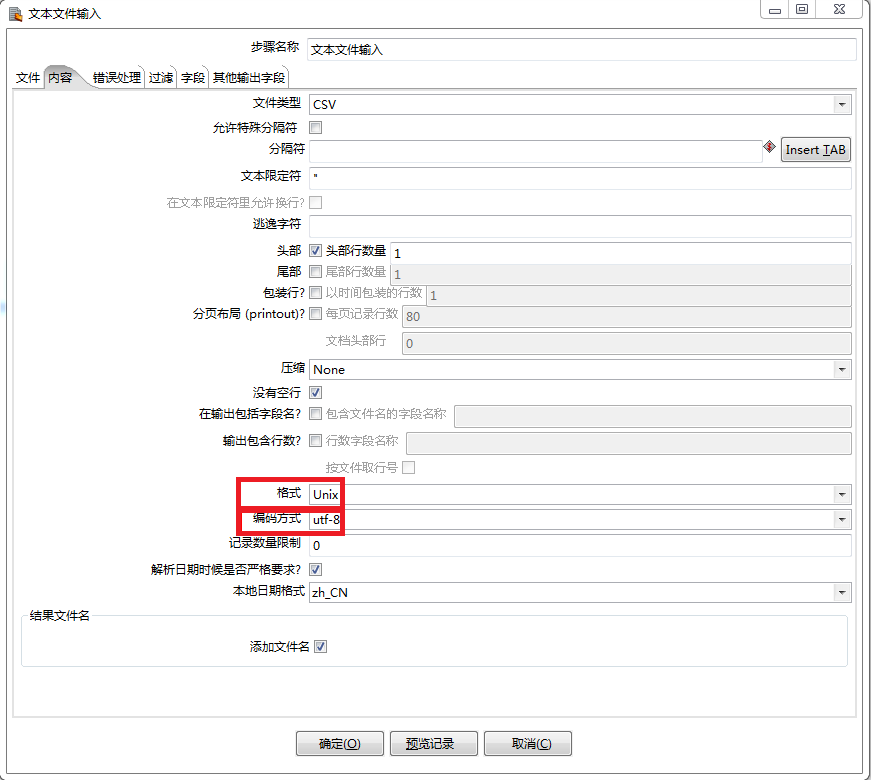 文本文件输入
步骤名称 文本文件输入
文件 内容 错误处理 过滤 字段 其他输出字段
文件类型 CSV
允许特殊分隔符
分隔符 Insert TAB
文本限定符 "
在文本限定符里允许换行?
逃逸字符
头部 头部行数量 1
尾部 尾部行数量 1
包装行? 以时间包装的行数 1
分页布局 (printout)? 每页记录行数 80
文档头部行 0
压缩 None
没有空行
在输出包括字段名? 包含文件名的字段名称
输出包含行数? 行数字段名称
按文件取行号
格式 Unix
编码方式 utf-8
记录数量限制 0
解析日期时候是否严格要求?
本地日期格式 zh_CN
结果文件名
添加文件名
确定(O) 预览记录 取消(C)